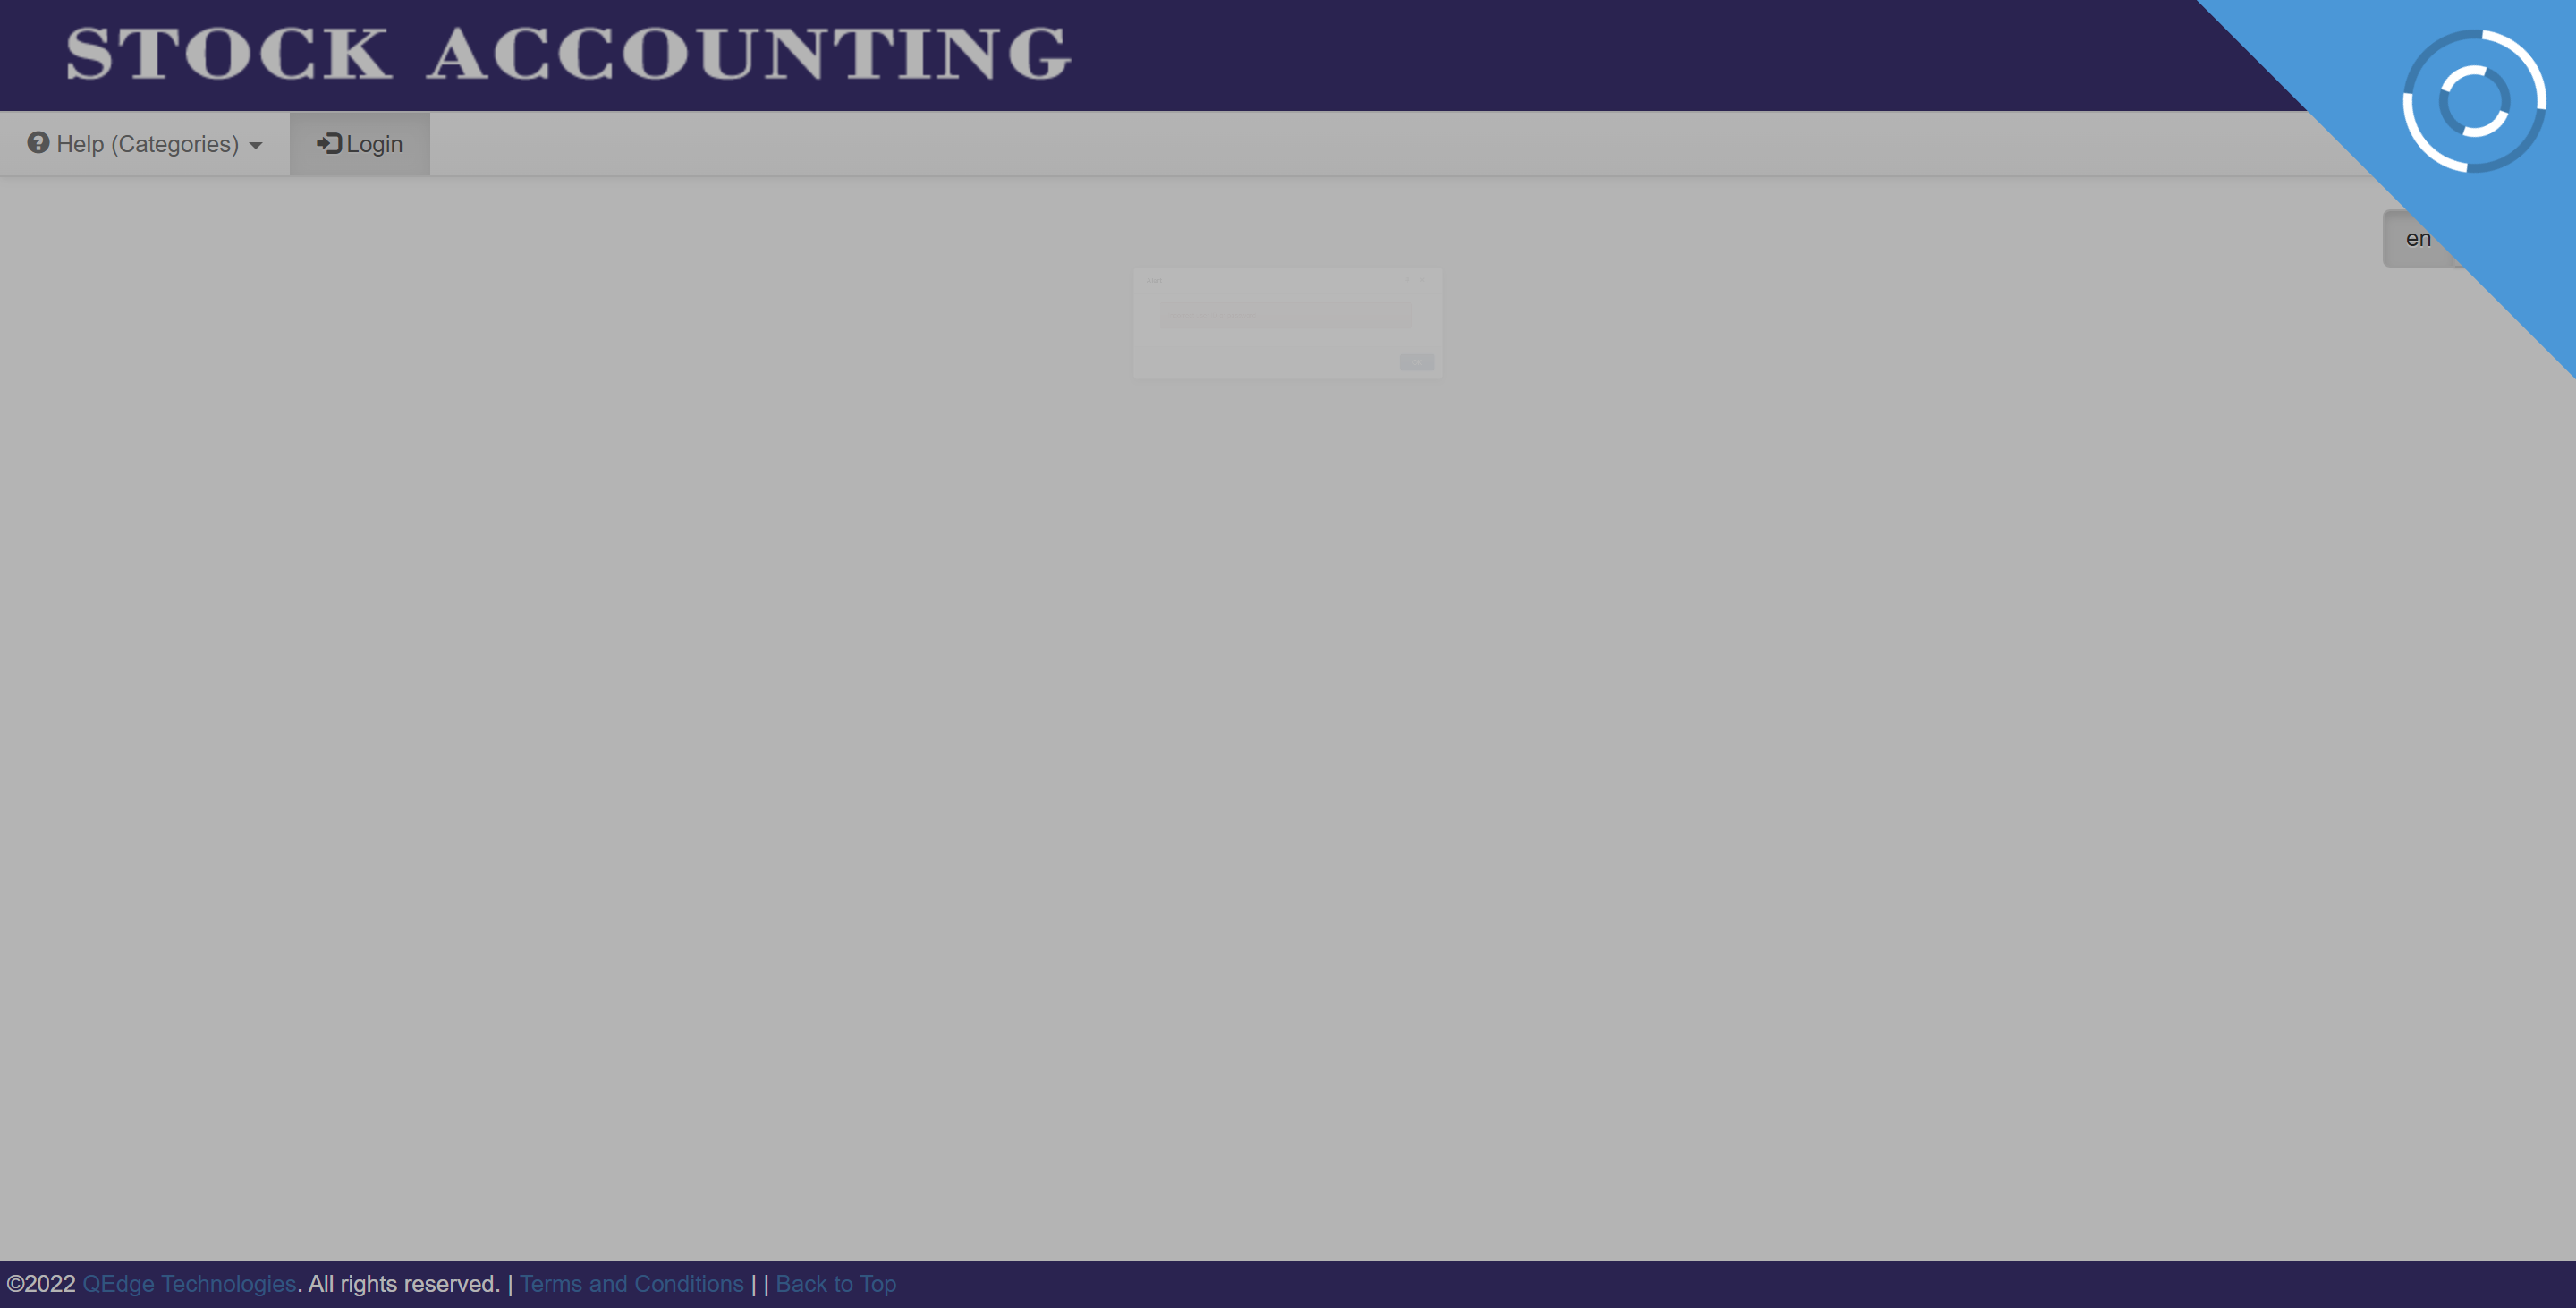 STOCK ACCOUNTING
Help (Categories)
Login
en
©2022 QEdge Technologies. All rights reserved. | Terms and Conditions | | Back to Top